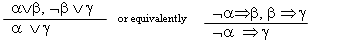 α∨β, ¬β ∨ γ
α ∨ γ
or equivalently
¬α⇒β, β ⇒ γ
¬α ⇒ γ